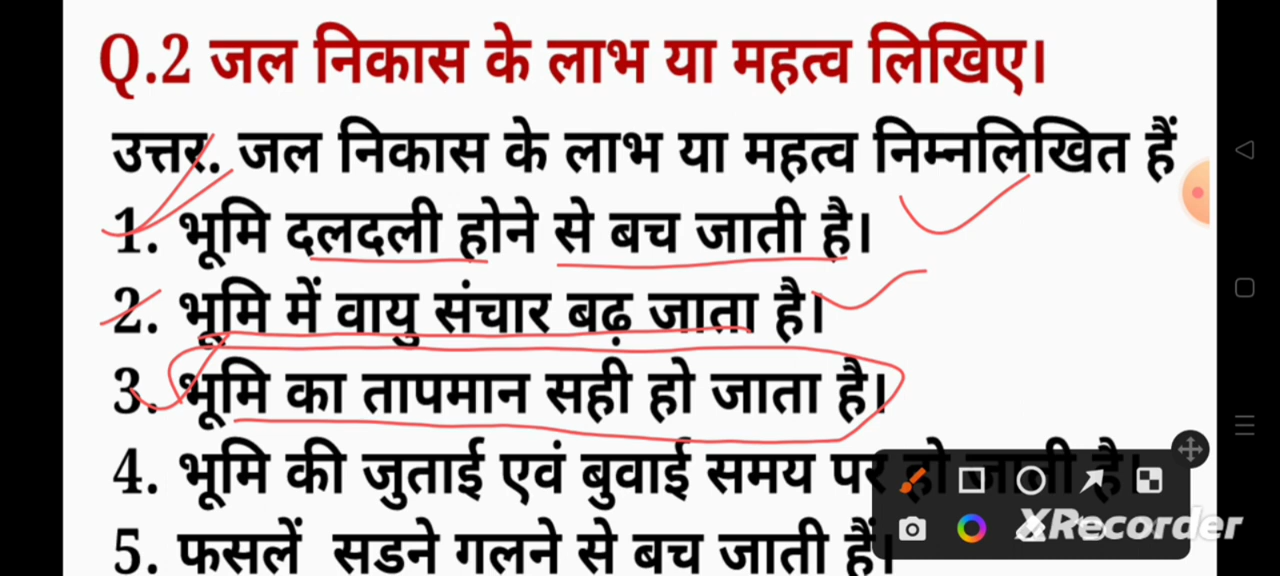 Q.2 जल निकास के लाभ या महत्व लिखिए।
उत्तर. जल निकास के लाभ या महत्व निम्नलिखित हैं
1. भूमि दलदली होने से बच जाती है।
2. भूमि में वायु संचार बढ़ जाता है।
3. भूमि का तापमान सही हो जाता है।
4. भूमि की जुताई एवं बुवाई समय पर हो जाती है।
5. फसलें सडने गलने से बच जाती हैं।
XRecorder